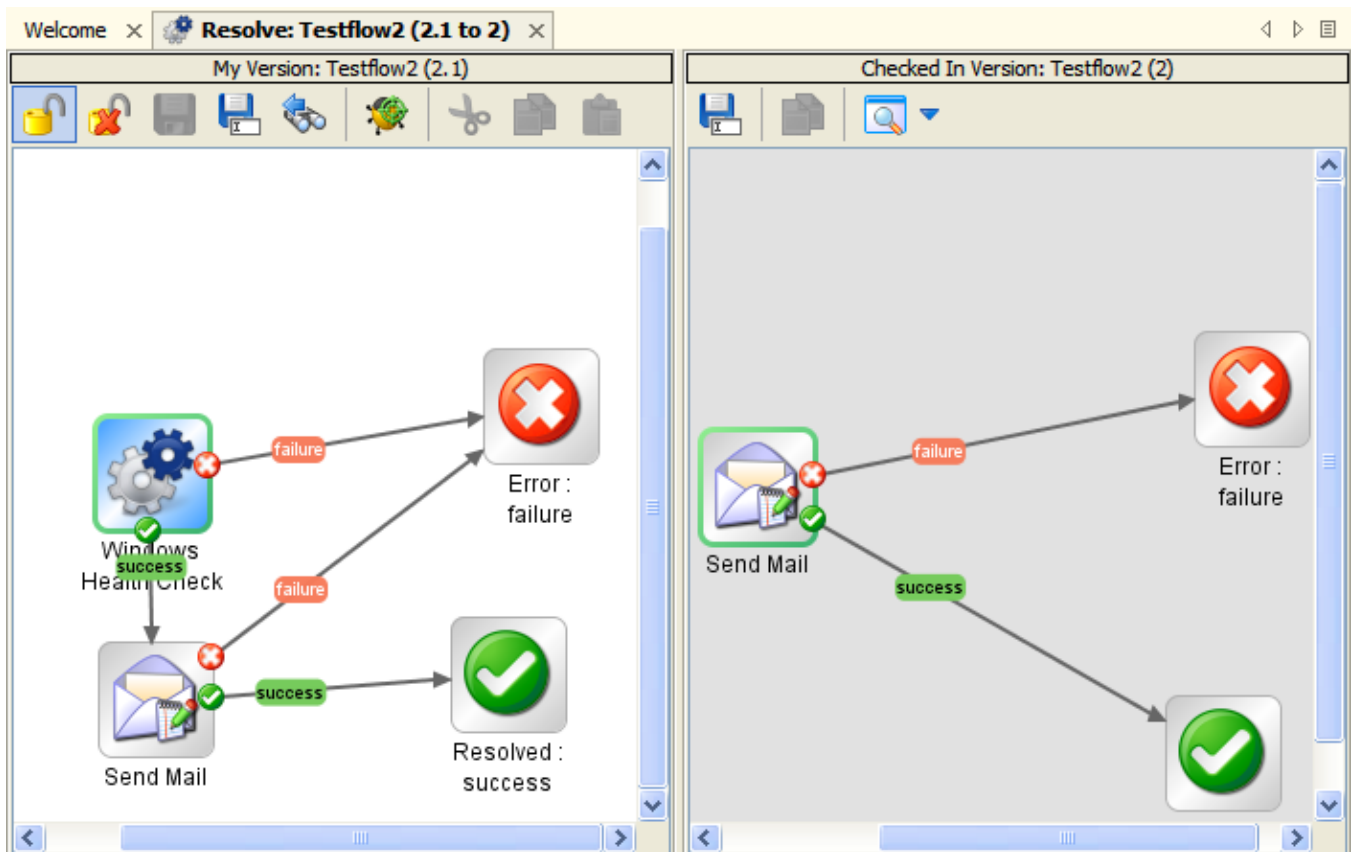 Welcome
Resolve: Testflow2 (2.1 to 2)
My Version: Testflow2 (2.1)
Checked In Version: Testflow2 (2)
failure
Error :
failure
Windows
success
Health Check
failure
success
Send Mail
Resolved :
success
failure
Error :
failure
Send Mail
success